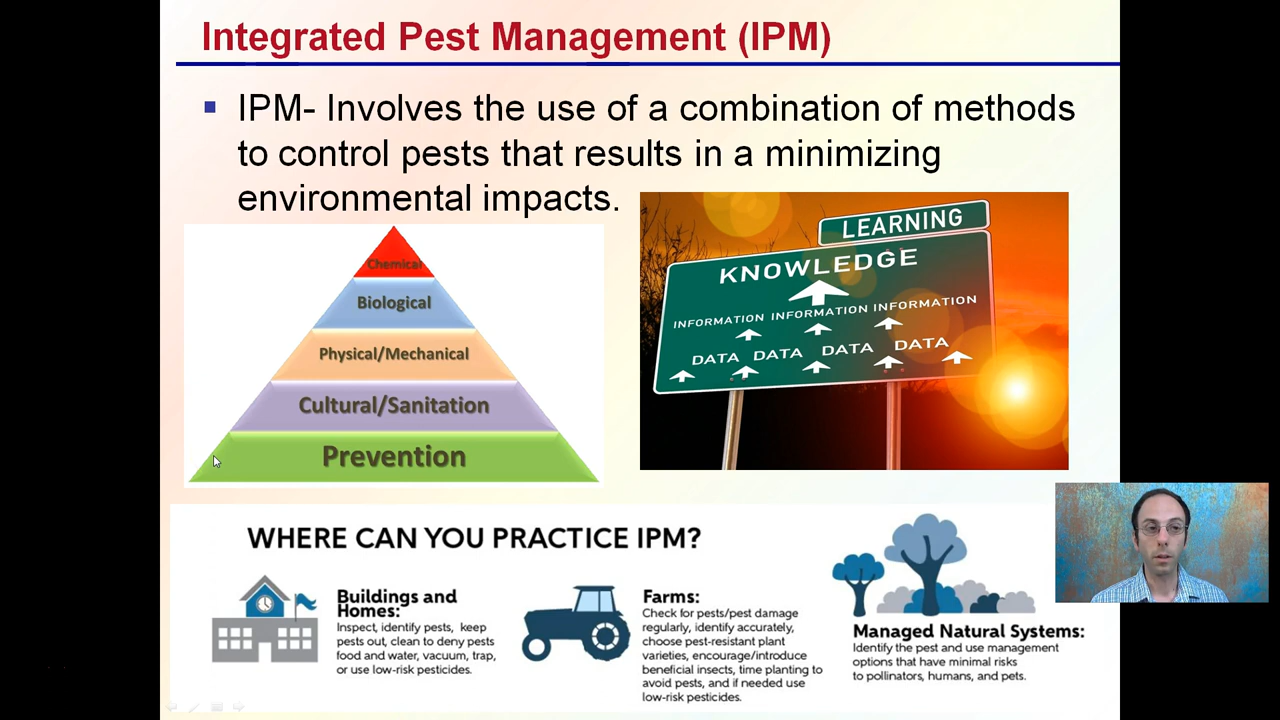 Integrated Pest Management (IPM)
IPM- Involves the use of a combination of methods
to control pests that results in a minimizing
environmental impacts.
Chemical
Biological
Physical/Mechanical
Cultural/Sanitation
Prevention
LEARNING
KNOWLEDGE
INFORMATION INFORMATION INFORMATION
DATA DATA DATA DATA
WHERE CAN YOU PRACTICE IPM?
Buildings and
Homes:
Inspect, identify pests, keep
pests out, clean to deny pests
food and water, vacuum, trap,
or use low-risk pesticides.
Farms:
Check for pests/pest damage
regularly, identify accurately,
choose pest-resistant plant
varieties, encourage/introduce
beneficial insects, time planting to
avoid pests, and if needed use
low-risk pesticides.
Managed Natural Systems:
Identify the pest and use management
options that have minimal risks
to pollinators, humans, and pets.